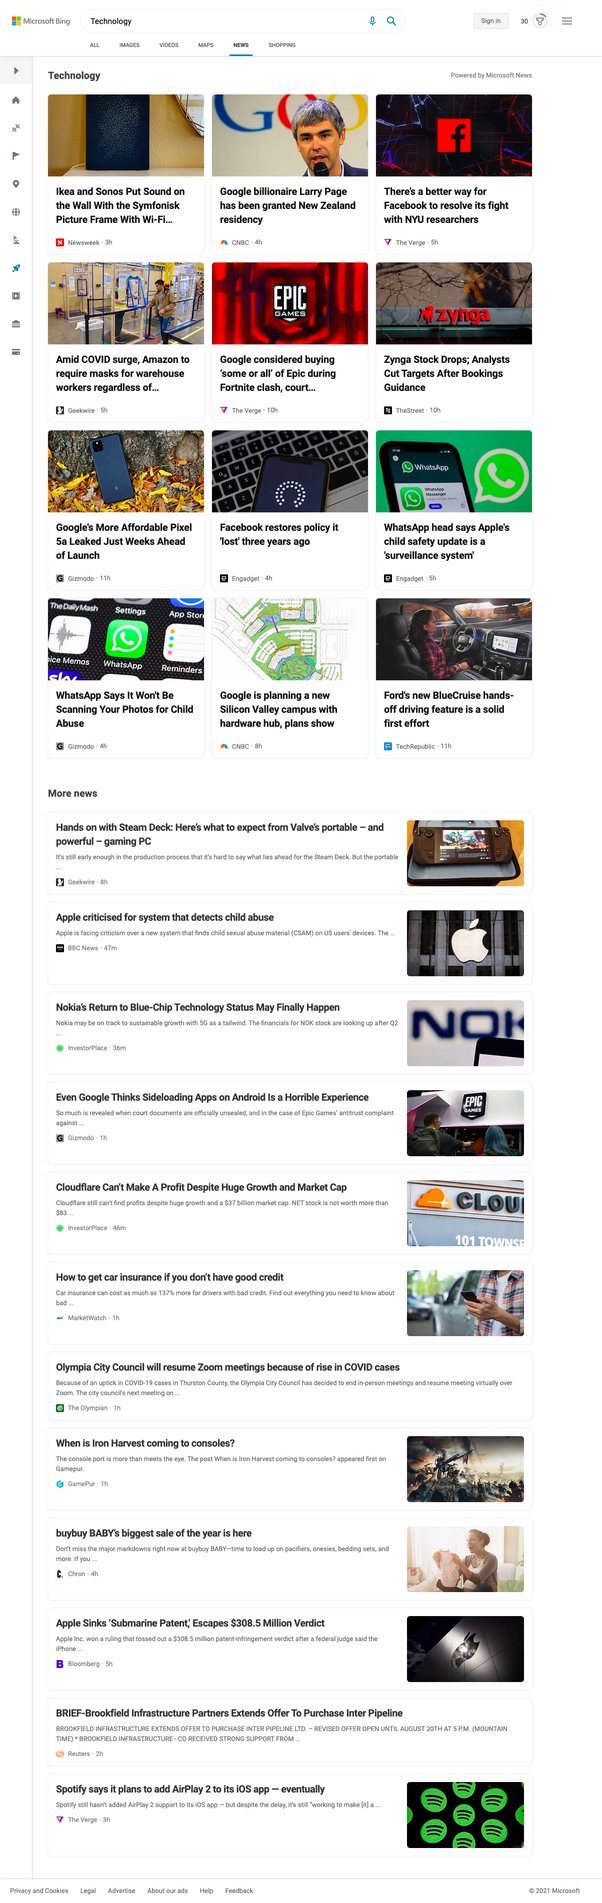 Microsoft Bing
Technology
Sign in
30
ALL
IMAGES
VIDEOS
MAPS
NEWS
SHOPPING
Technology
Powered by Microsoft News
Ikea and Sonos Put Sound on
the Wall With the Symfonisk
Picture Frame With Wi-Fi...
Newsweek · 3h
Google billionaire Larry Page
has been granted New Zealand
residency
CNBC · 4h
There's a better way for
Facebook to resolve its fight
with NYU researchers
The Verge · 5h
EPIC
GAMES
zynga
Amid COVID surge, Amazon to
require masks for warehouse
workers regardless of...
Geekwire · 5h
Google considered buying
'some or all' of Epic during
Fortnite clash, court...
The Verge · 10h
Zynga Stock Drops; Analysts
Cut Targets After Bookings
Guidance
TheStreet · 10h
WhatsApp
WhatsApp
Messenger
Google's More Affordable Pixel
5a Leaked Just Weeks Ahead
of Launch
Gizmodo · 11h
Facebook restores policy it
'lost' three years ago
Engadget · 4h
WhatsApp head says Apple's
child safety update is a
'surveillance system'
Engadget · 5h
The Daily Mash
Settings
App Store
ice Memos
WhatsApp
Reminders
sky
WhatsApp Says It Won't Be
Scanning Your Photos for Child
Abuse
Gizmodo · 4h
Google is planning a new
Silicon Valley campus with
hardware hub, plans show
CNBC · 8h
Ford's new BlueCruise hands-
off driving feature is a solid
first effort
TechRepublic · 11h
More news
Hands on with Steam Deck: Here's what to expect from Valve's portable – and
powerful – gaming PC
It's still early enough in the production process that it's hard to say what lies ahead for the Steam Deck. But the portable
...
Geekwire · 8h
Apple criticised for system that detects child abuse
Apple is facing criticism over a new system that finds child sexual abuse material (CSAM) on US users' devices. The ...
BBC News · 47m
Nokia's Return to Blue-Chip Technology Status May Finally Happen
Nokia may be on track to sustainable growth with 5G as a tailwind. The financials for NOK stock are looking up after Q2
...
InvestorPlace · 36m
NOK
Even Google Thinks Sideloading Apps on Android Is a Horrible Experience
So much is revealed when court documents are officially unsealed, and in the case of Epic Games' antitrust complaint
against ...
Gizmodo · 1h
EPIC
GAMES
Cloudflare Can't Make A Profit Despite Huge Growth and Market Cap
Cloudflare still can't find profits despite huge growth and a $37 billion market cap. NET stock is not worth more than
$83 ...
InvestorPlace · 46m
CLOU
101 TOWNSE
How to get car insurance if you don't have good credit
Car insurance can cost as much as 137% more for drivers with bad credit. Find out everything you need to know about
bad ...
MarketWatch · 1h
Olympia City Council will resume Zoom meetings because of rise in COVID cases
Because of an uptick in COVID-19 cases in Thurston County, the Olympia City Council has decided to end in-person meetings and resume meeting virtually over
Zoom. The city council's next meeting on ...
The Olympian · 1h
When is Iron Harvest coming to consoles?
The console port is more than meets the eye. The post When is Iron Harvest coming to consoles? appeared first on
Gamepur.
GamePur · 1h
buybuy BABY's biggest sale of the year is here
Don't miss the major markdowns right now at buybuy BABY—time to load up on pacifiers, onesies, bedding sets, and
more. If you ...
Chron · 4h
Apple Sinks 'Submarine Patent,' Escapes $308.5 Million Verdict
Apple Inc. won a ruling that tossed out a $308.5 million patent-infringement verdict after a federal judge said the
iPhone ...
Bloomberg · 5h
BRIEF-Brookfield Infrastructure Partners Extends Offer To Purchase Inter Pipeline
BROOKFIELD INFRASTRUCTURE EXTENDS OFFER TO PURCHASE INTER PIPELINE LTD. – REVISED OFFER OPEN UNTIL AUGUST 20TH AT 5 P.M. (MOUNTAIN
TIME) * BROOKFIELD INFRASTRUCTURE - CO RECEIVED STRONG SUPPORT FROM ...
Reuters · 2h
Spotify says it plans to add AirPlay 2 to its iOS app — eventually
Spotify still hasn't added AirPlay 2 support to its iOS app — but despite the delay, it's still "working to make [it] a ...
The Verge · 3h
Privacy and Cookies
Legal
Advertise
About our ads
Help
Feedback
© 2021 Microsoft